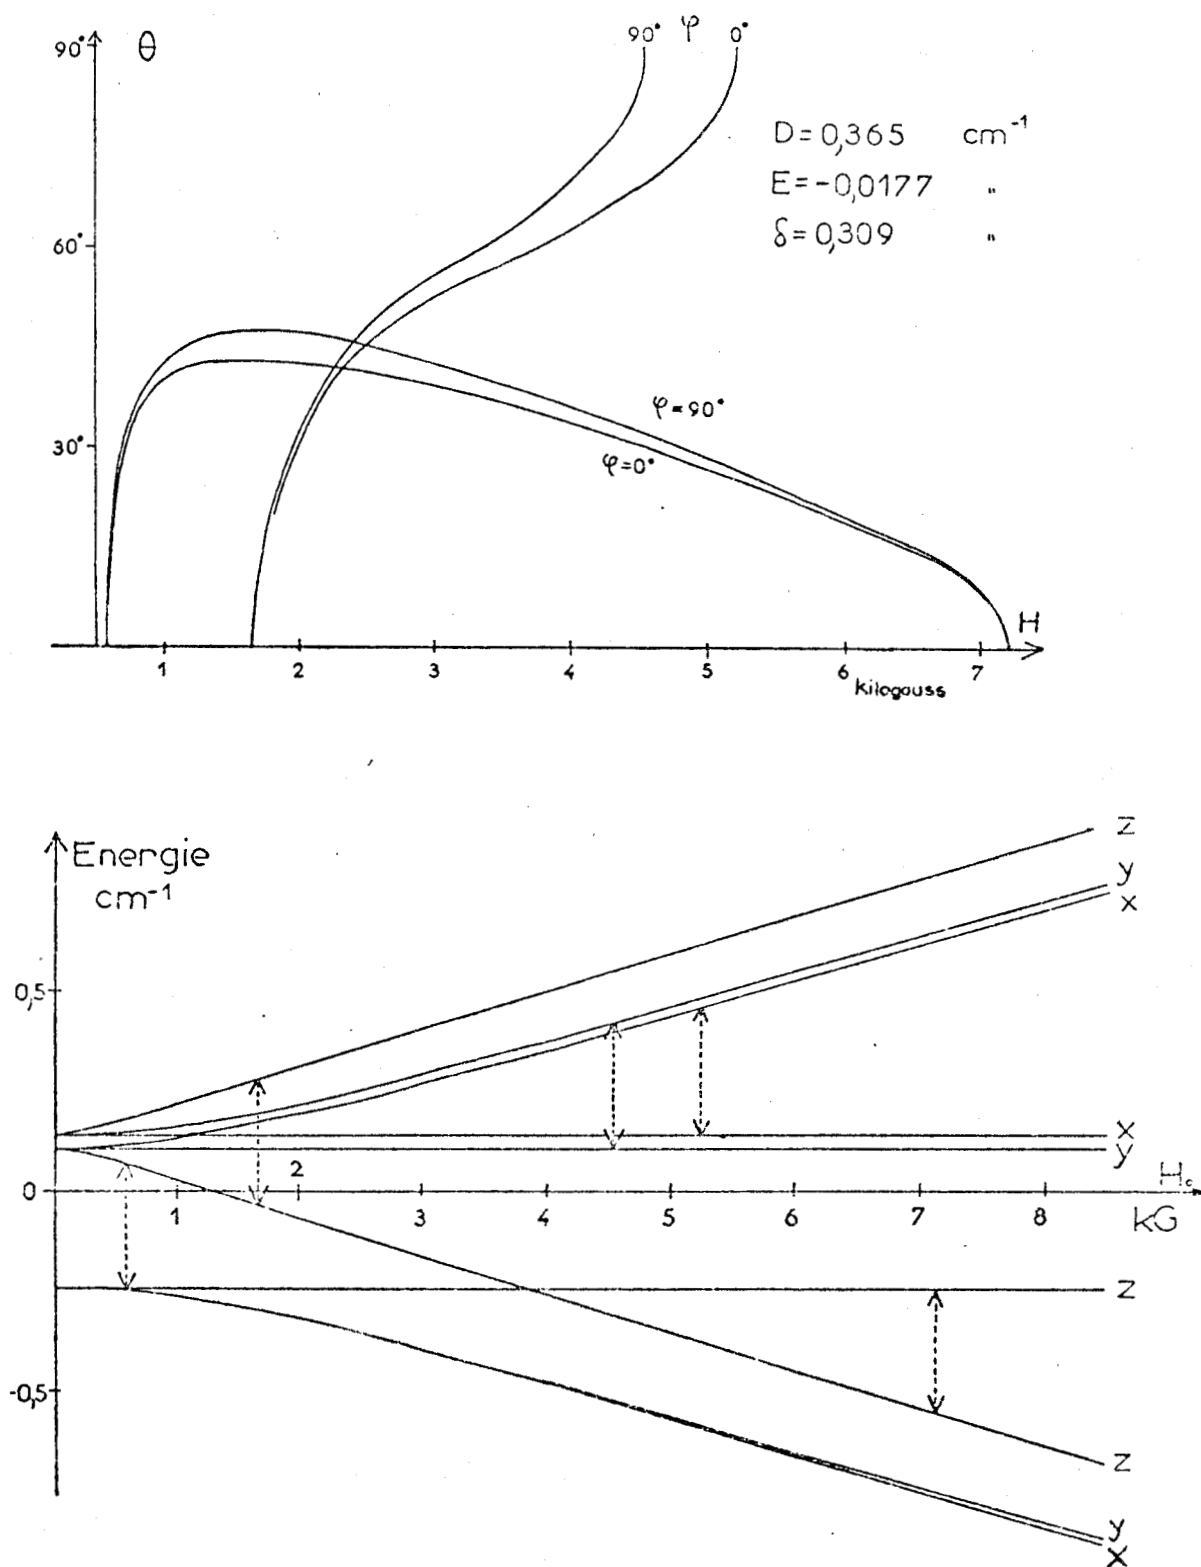 90° θ
90° φ 0°
D=0,365 cm⁻¹
E=-0,0177 "
δ=0,309 "
60°
30°
φ=90°
φ=0°
H
1 2 3 4 5 6 7
kilogauss
Energie
cm⁻¹
z
y
x
0,5
x
y
0
1 2 3 4 5 6 7 8
H₀
kG
z
-0,5
z
y
x